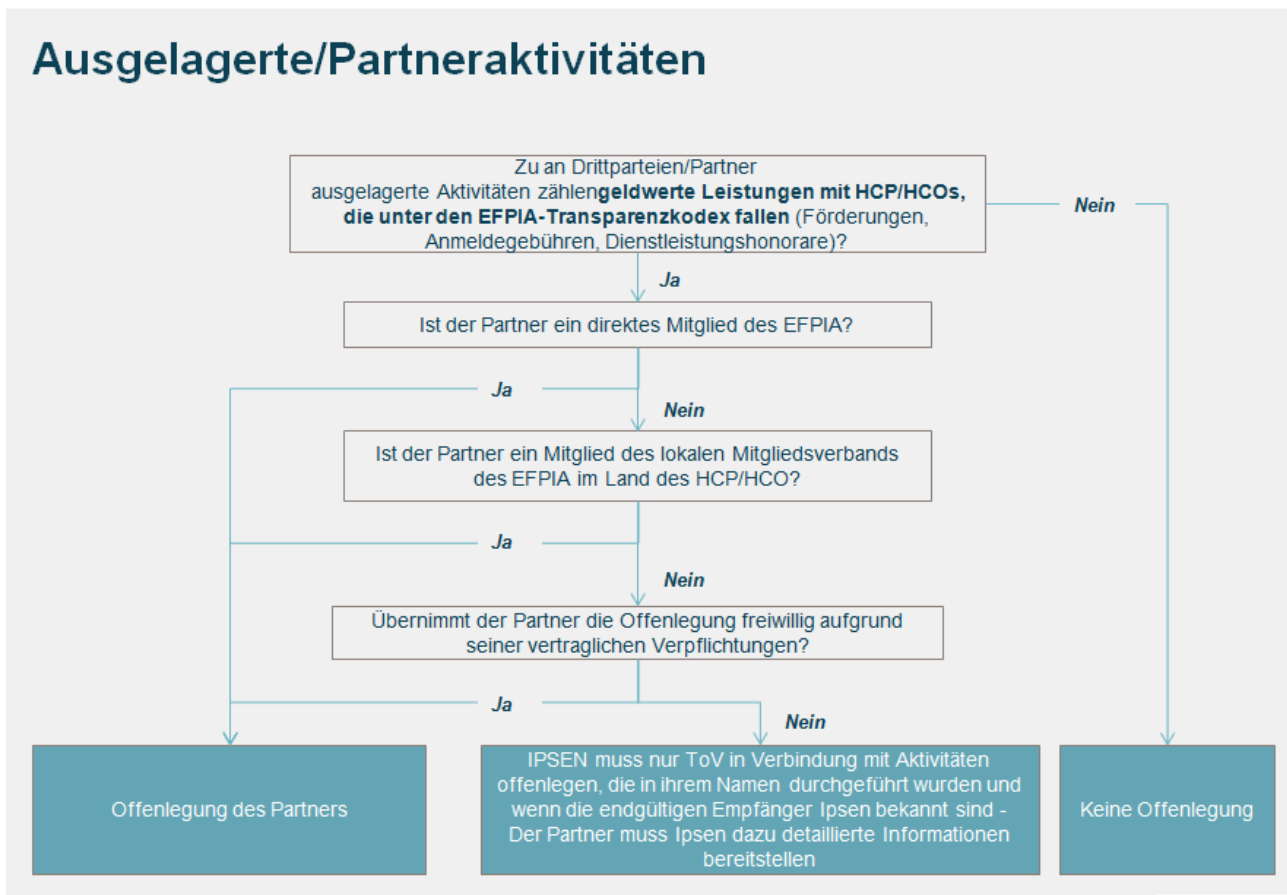 Ausgelagerte/Partneraktivitäten
Zu an Drittparteien/Partner
ausgelagerte Aktivitäten zählengeldwerte Leistungen mit HCP/HCOs,
die unter den EFPIA-Transparenzkodex fallen (Förderungen,
Anmeldegebühren, Dienstleistungshonorare)?
Nein
Ja
Ist der Partner ein direktes Mitglied des EFPIA?
Ja
Nein
Ist der Partner ein Mitglied des lokalen Mitgliedsverbands
des EFPIA im Land des HCP/HCO?
Ja
Nein
Übernimmt der Partner die Offenlegung freiwillig aufgrund
seiner vertraglichen Verpflichtungen?
Ja
Nein
Offenlegung des Partners
IPSEN muss nur ToV in Verbindung mit Aktivitäten
offenlegen, die in ihrem Namen durchgeführt wurden und
wenn die endgültigen Empfänger Ipsen bekannt sind -
Der Partner muss Ipsen dazu detaillierte Informationen
bereitstellen
Keine Offenlegung